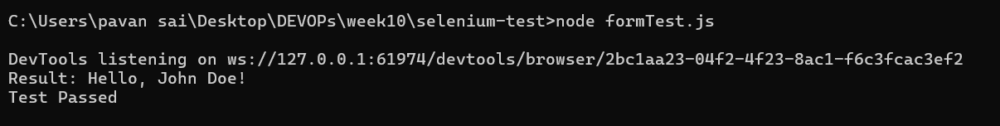 C:\Users\pavan sai\Desktop\DEVOPs\week10\selenium-test>node formTest.js
DevTools listening on ws://127.0.0.1:61974/devtools/browser/2bc1aa23-04f2-4f23-8ac1-f6c3fcac3ef2
Result: Hello, John Doe!
Test Passed